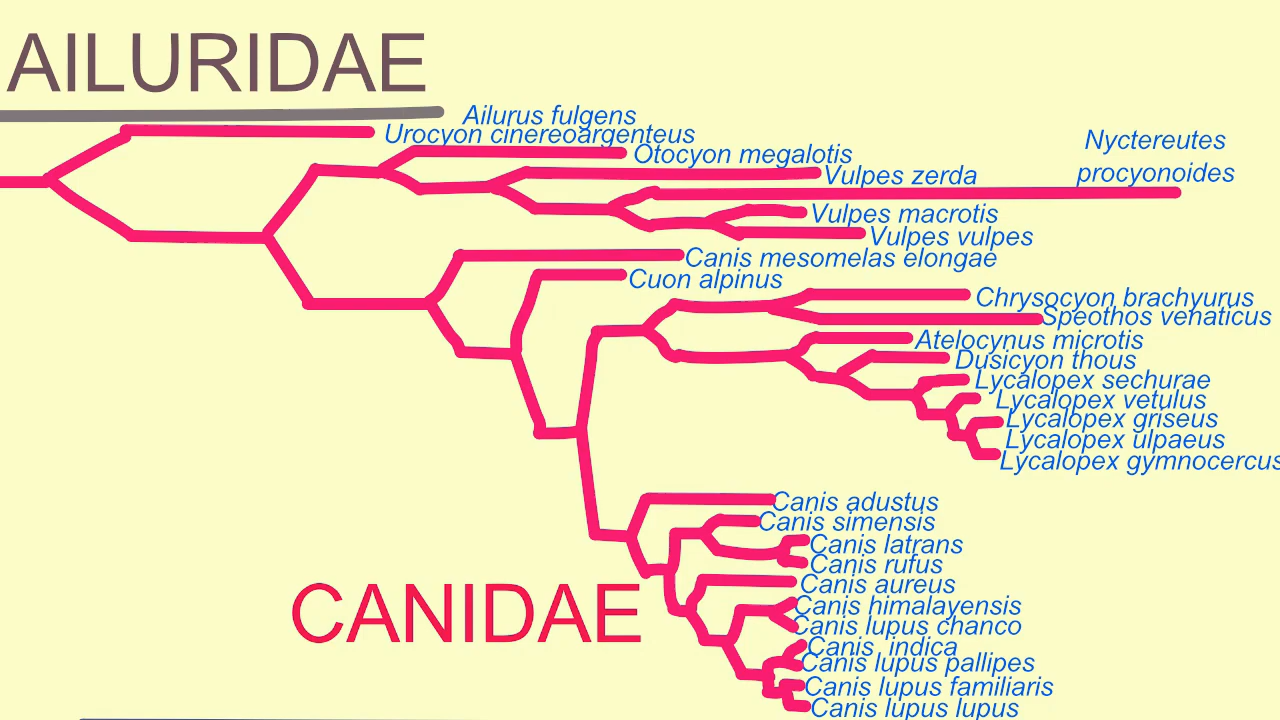 AILURIDAE
Ailurus fulgens
Urocyon cinereoargenteus
Otocyon megalotis
Nyctereutes
procyonoides
Vulpes zerda
Vulpes macrotis
Vulpes vulpes
Canis mesomelas elongae
Cuon alpinus
Chrysocyon brachyurus
Speothos venaticus
Atelocynus microtis
Dusicyon thous
Lycalopex sechurae
Lycalopex vetulus
Lycalopex griseus
Lycalopex ulpaeus
Lycalopex gymnocercus
Canis adustus
Canis simensis
Canis latrans
Canis rufus
Canis aureus
CANIDAE
Canis himalayensis
Canis lupus chanco
Canis indica
Canis lupus pallipes
Canis lupus familiaris
Canis lupus lupus